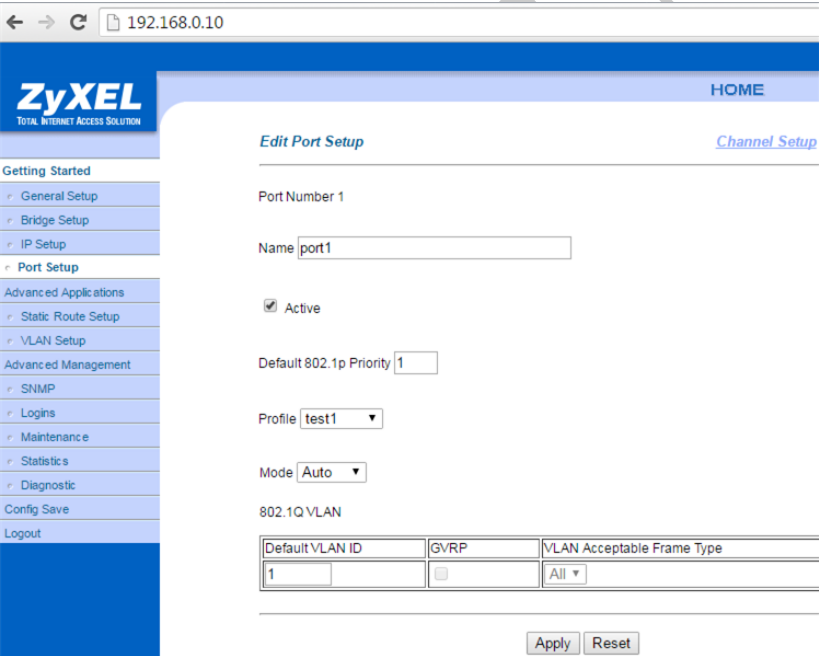 192.168.0.10
ZyXEL
TOTAL INTERNET ACCESS SOLUTION
HOME
Edit Port Setup
Channel Setup
Getting Started
General Setup
Bridge Setup
IP Setup
Port Setup
Advanced Applications
Static Route Setup
VLAN Setup
Advanced Management
SNMP
Logins
Maintenance
Statistics
Diagnostic
Config Save
Logout
Port Number 1
Name port1
Active
Default 802.1p Priority 1
Profile test1
Mode Auto
802.1Q VLAN
Default VLAN ID GVRP VLAN Acceptable Frame Type
1 All
Apply Reset